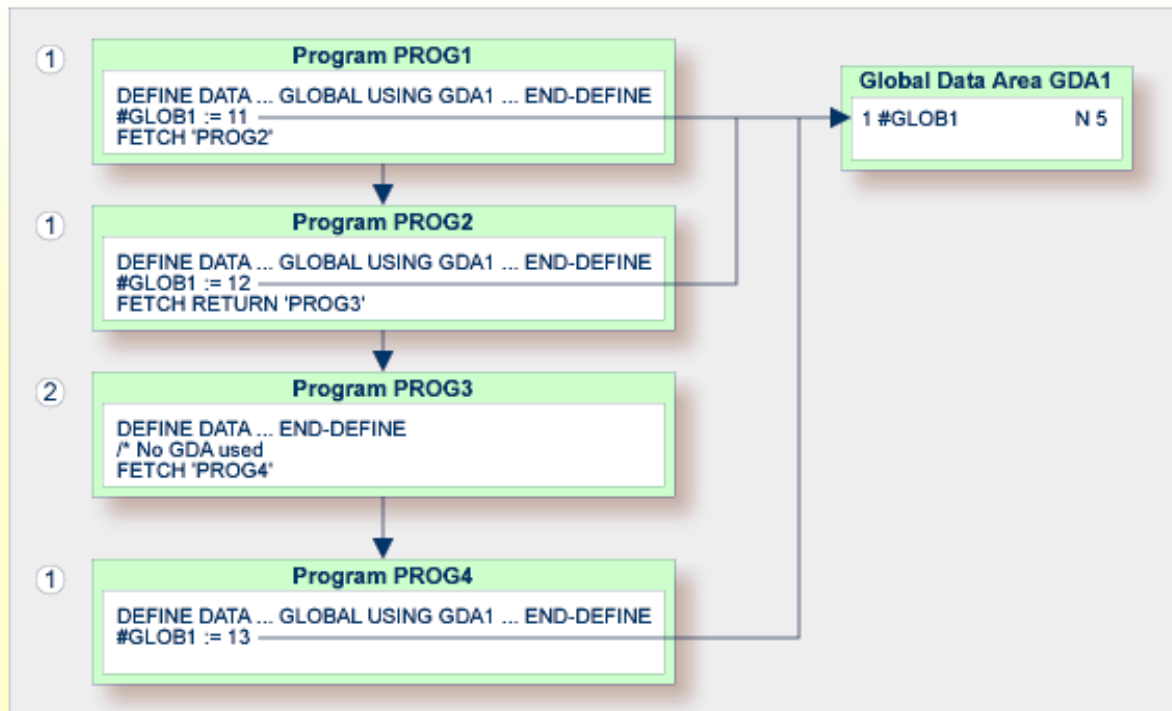 ①
Program PROG1
DEFINE DATA ... GLOBAL USING GDA1 ... END-DEFINE
#GLOB1 := 11
FETCH 'PROG2'
Global Data Area GDA1
1 #GLOB1 N 5
①
Program PROG2
DEFINE DATA ... GLOBAL USING GDA1 ... END-DEFINE
#GLOB1 := 12
FETCH RETURN 'PROG3'
②
Program PROG3
DEFINE DATA ... END-DEFINE
/* No GDA used
FETCH 'PROG4'
①
Program PROG4
DEFINE DATA ... GLOBAL USING GDA1 ... END-DEFINE
#GLOB1 := 13